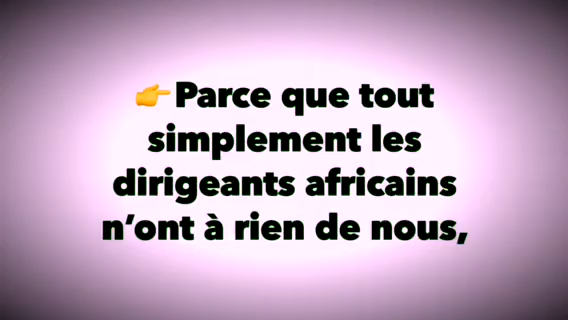 👉Parce que tout
simplement les
dirigeants africains
n’ont à rien de nous,